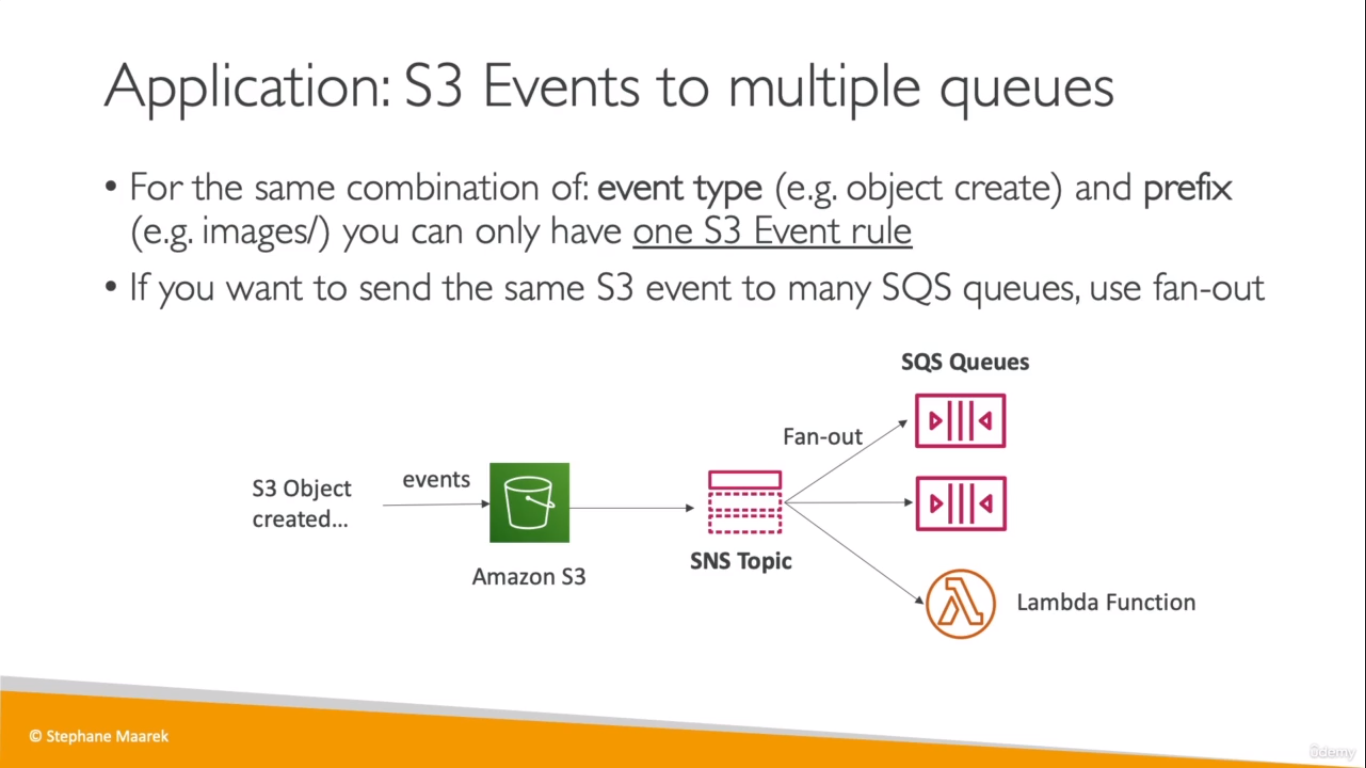 Application: S3 Events to multiple queues
• For the same combination of: event type (e.g. object create) and prefix
(e.g. images/) you can only have one S3 Event rule
• If you want to send the same S3 event to many SQS queues, use fan-out
SQS Queues
Fan-out
events
S3 Object
created...
SNS Topic
Amazon S3
Lambda Function
© Stephane Maarek
ûdemy